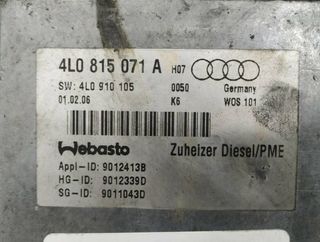 4L0 815 071 A H07
SW: 4L0 910 105 0050 Germany
01.02.06 K6 WOS 101
Webasto Zuheizer Diesel/PME
Appl-ID: 9012413B
HG-ID: 9012339D
SG-ID: 9011043D